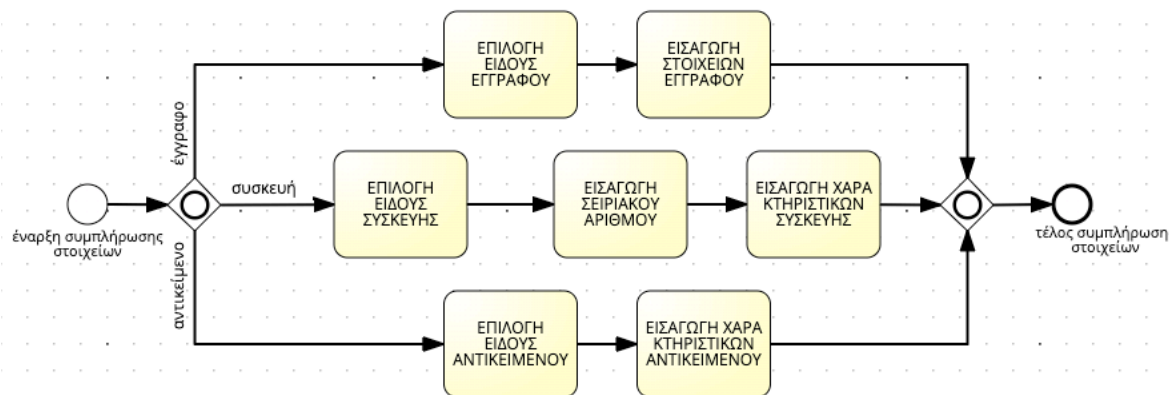 ΕΠΙΛΟΓΗ
ΕΙΔΟΥΣ
ΕΓΓΡΑΦΟΥ
ΕΙΣΑΓΩΓΗ
ΣΤΟΙΧΕΙΩΝ
ΕΓΓΡΑΦΟΥ
έγγραφο
συσκευή
αντικείμενο
έναρξη συμπλήρωσης
στοιχείων
ΕΠΙΛΟΓΗ
ΕΙΔΟΥΣ
ΣΥΣΚΕΥΗΣ
ΕΙΣΑΓΩΓΗ
ΣΕΙΡΙΑΚΟΥ
ΑΡΙΘΜΟΥ
ΕΙΣΑΓΩΓΗ ΧΑΡΑ
ΚΤΗΡΙΣΤΙΚΩΝ
ΣΥΣΚΕΥΗΣ
τέλος συμπλήρωση
στοιχείων
ΕΠΙΛΟΓΗ
ΕΙΔΟΥΣ
ΑΝΤΙΚΕΙΜΕΝΟΥ
ΕΙΣΑΓΩΓΗ ΧΑΡΑ
ΚΤΗΡΙΣΤΙΚΩΝ
ΑΝΤΙΚΕΙΜΕΝΟΥ